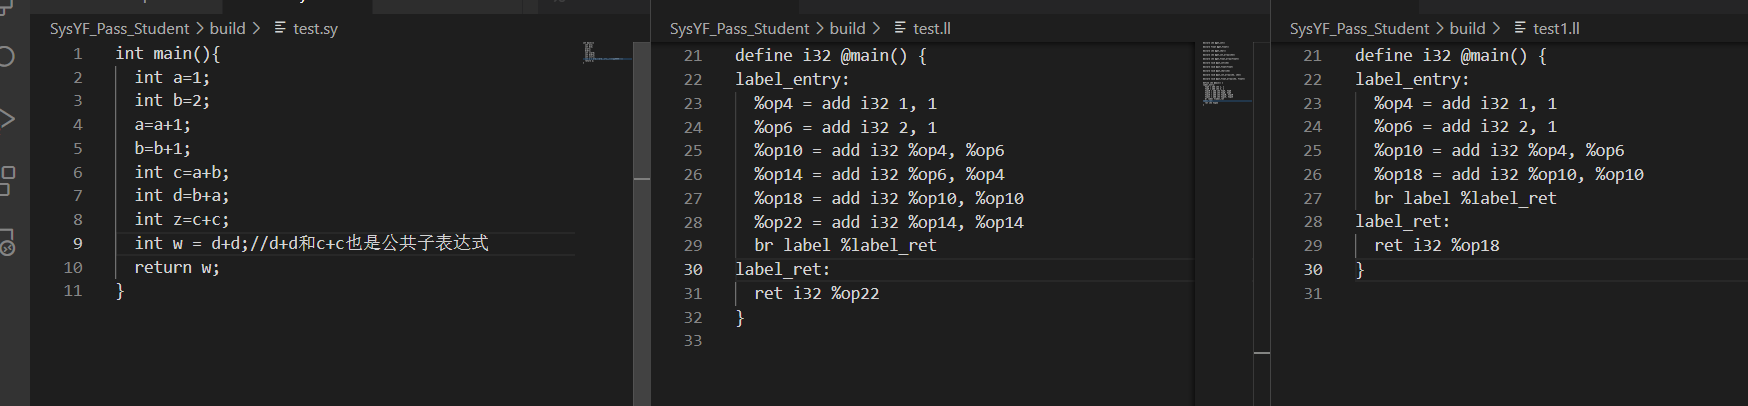 SysYF_Pass_Student > build > test.sy
1 int main(){
2 int a=1;
3 int b=2;
4 a=a+1;
5 b=b+1;
6 int c=a+b;
7 int d=b+a;
8 int z=c+c;
9 int w = d+d;//d+d和c+c也是公共子表达式
10 return w;
11 }
SysYF_Pass_Student > build > test.ll
21 define i32 @main() {
22 label_entry:
23 %op4 = add i32 1, 1
24 %op6 = add i32 2, 1
25 %op10 = add i32 %op4, %op6
26 %op14 = add i32 %op6, %op4
27 %op18 = add i32 %op10, %op10
28 %op22 = add i32 %op14, %op14
29 br label %label_ret
30 label_ret:
31 ret i32 %op22
32 }
33
SysYF_Pass_Student > build > test1.ll
21 define i32 @main() {
22 label_entry:
23 %op4 = add i32 1, 1
24 %op6 = add i32 2, 1
25 %op10 = add i32 %op4, %op6
26 %op18 = add i32 %op10, %op10
27 br label %label_ret
28 label_ret:
29 ret i32 %op18
30 }
31